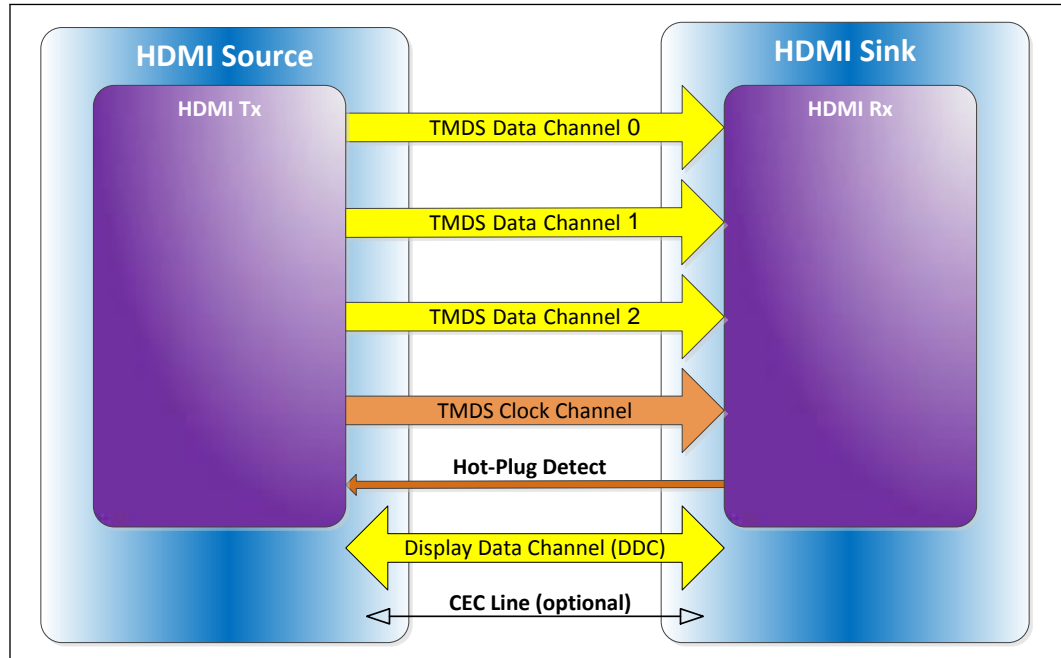 HDMI Source
HDMI Sink
HDMI Tx
HDMI Rx
TMDS Data Channel 0
TMDS Data Channel 1
TMDS Data Channel 2
TMDS Clock Channel
Hot-Plug Detect
Display Data Channel (DDC)
CEC Line (optional)